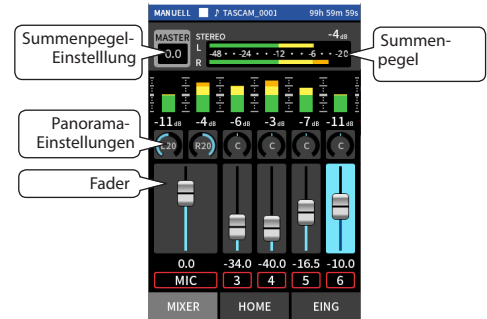 MANUELL ♪ TASCAM_0001 99h 59m 59s
Summenpegel-
Einstelllung
MASTER
0.0
STEREO -4dB
L
-48 • • -24 • • -12 • • -6 • • -20
R
Summen-
pegel
-11dB -4dB -6dB -3dB -7dB -11dB
Panorama-
Einstellungen
L20 R20 C C C C
Fader
0.0 -34.0 -40.0 -16.5 -10.0
MIC 3 4 5 6
MIXER HOME EING